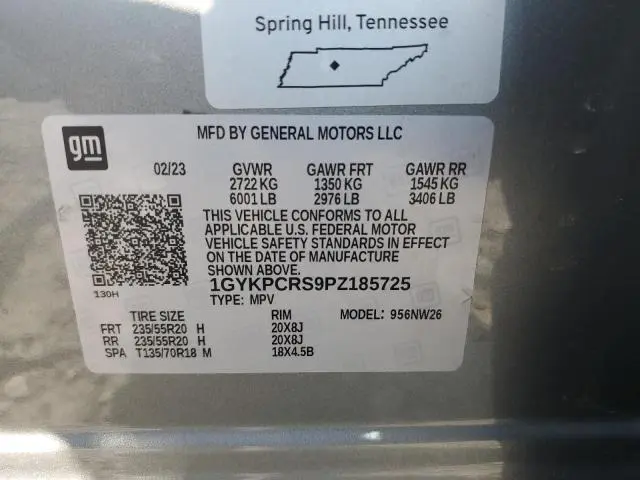 Spring Hill, Tennessee
gm
MFD BY GENERAL MOTORS LLC
02/23 GVWR GAWR FRT GAWR RR
2722 KG 1350 KG 1545 KG
6001 LB 2976 LB 3406 LB
THIS VEHICLE CONFORMS TO ALL
APPLICABLE U.S. FEDERAL MOTOR
VEHICLE SAFETY STANDARDS IN EFFECT
ON THE DATE OF MANUFACTURE
SHOWN ABOVE.
130H
1GYKPCRS9PZ185725
TYPE: MPV
TIRE SIZE RIM MODEL: 956NW26
FRT 235/55R20 H 20X8J
RR 235/55R20 H 20X8J
SPA T135/70R18 M 18X4.5B